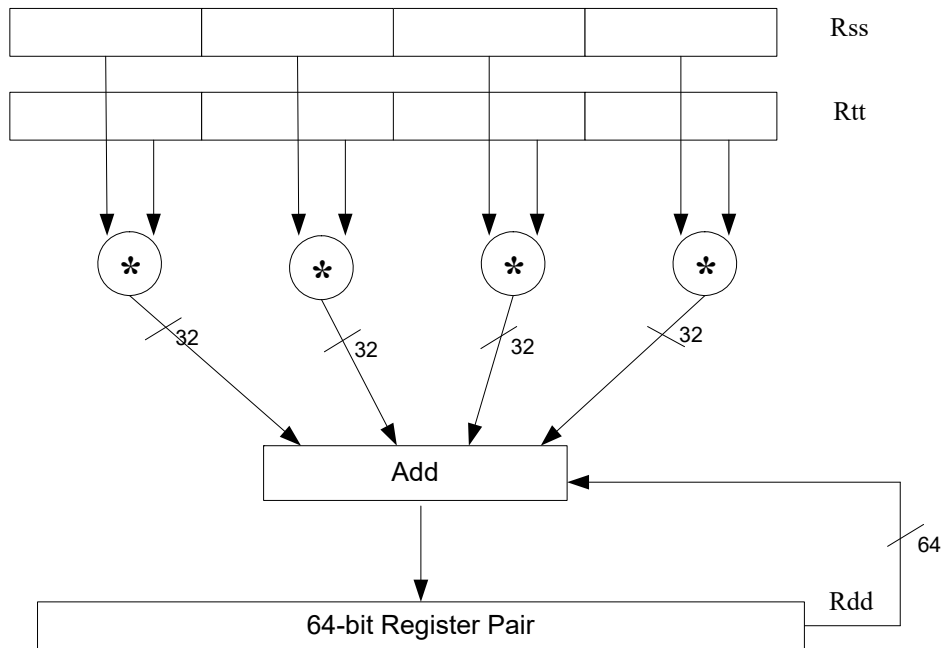 Rss
Rtt
* * * *
32 32 32 32
Add
64
Rdd
64-bit Register Pair